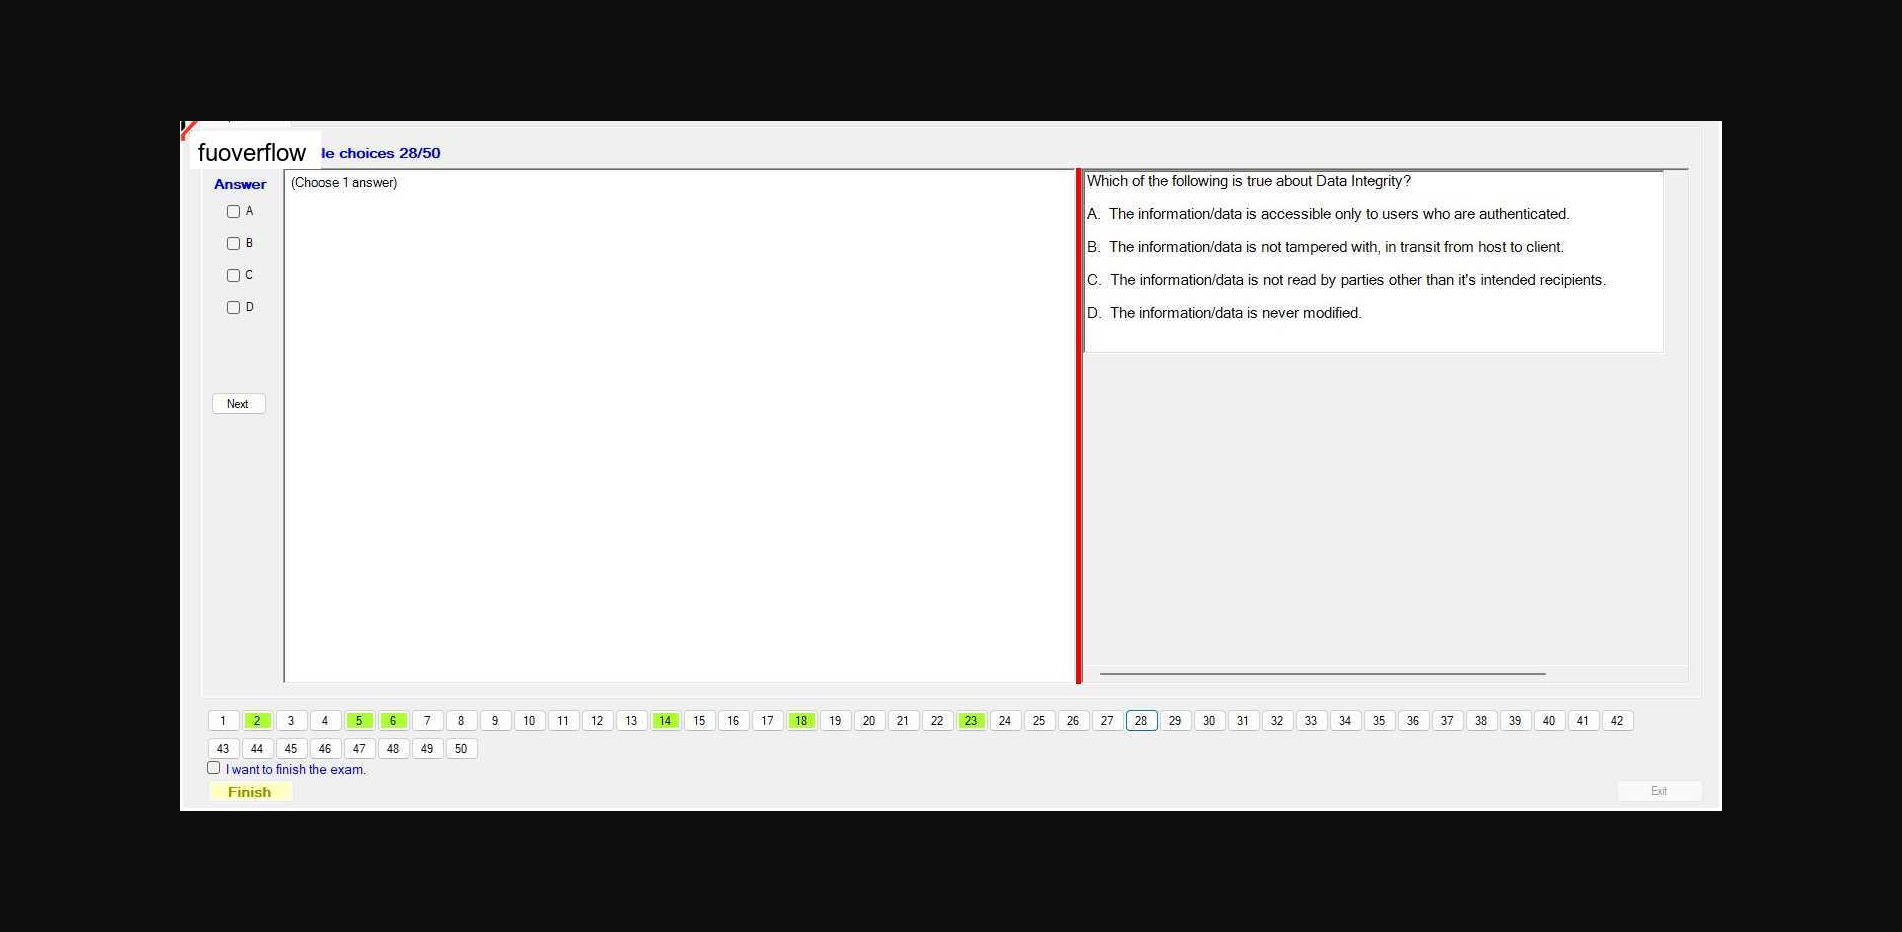 fuoverflow
le choices 28/50
Answer
(Choose 1 answer)
A
B
C
D
Next
Which of the following is true about Data Integrity?
A. The information/data is accessible only to users who are authenticated.
B. The information/data is not tampered with, in transit from host to client.
C. The information/data is not read by parties other than it's intended recipients.
D. The information/data is never modified.
1 2 3 4 5 6 7 8 9 10 11 12 13 14 15 16 17 18 19 20 21 22 23 24 25 26 27 28 29 30 31 32 33 34 35 36 37 38 39 40 41 42
43 44 45 46 47 48 49 50
I want to finish the exam.
Finish
Exit